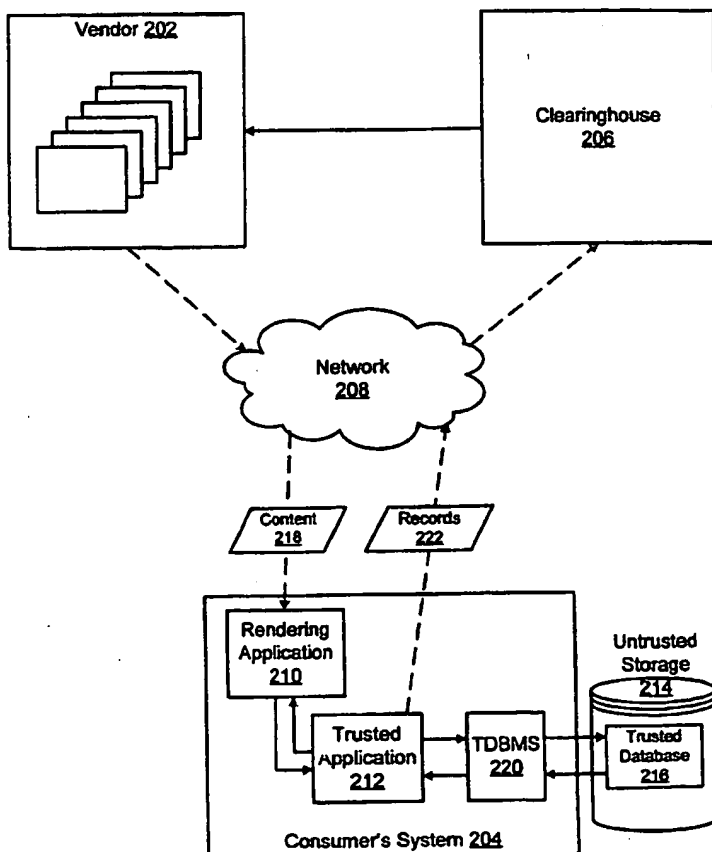 Vendor 202
Clearinghouse
206
Network
208
Content
218
Records
222
Rendering
Application
210
Trusted
Application
212
TDBMS
220
Untrusted
Storage
214
Trusted
Database
216
Consumer's System 204